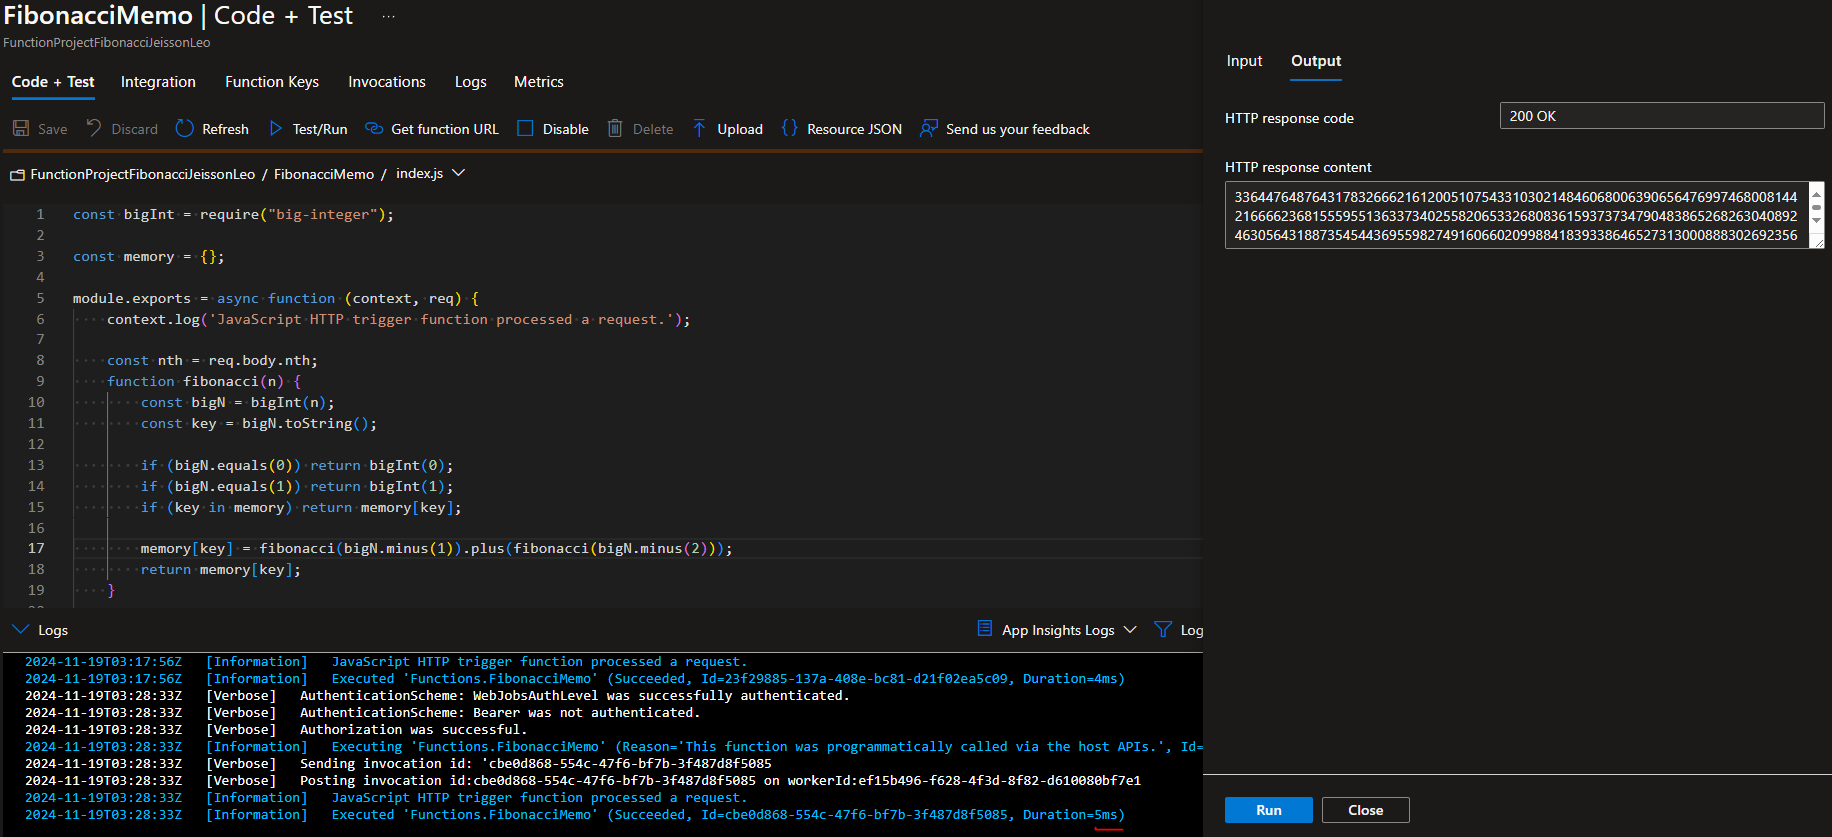 FibonacciMemo | Code + Test ...
FunctionProjectFibonacciJeissonLeo
Code + Test Integration Function Keys Invocations Logs Metrics
Save Discard Refresh Test/Run Get function URL Disable Delete Upload Resource JSON Send us your feedback
FunctionProjectFibonacciJeissonLeo / FibonacciMemo / index.js
1 const bigInt = require("big-integer");
2
3 const memory = {};
4
5 module.exports = async function (context, req) {
6 context.log('JavaScript HTTP trigger function processed a request.');
7
8 const nth = req.body.nth;
9 function fibonacci(n) {
10 const bigN = bigInt(n);
11 const key = bigN.toString();
12
13 if (bigN.equals(0)) return bigInt(0);
14 if (bigN.equals(1)) return bigInt(1);
15 if (key in memory) return memory[key];
16
17 memory[key] = fibonacci(bigN.minus(1)).plus(fibonacci(bigN.minus(2)));
18 return memory[key];
19 }
Logs App Insights Logs Log
2024-11-19T03:17:56Z [Information] JavaScript HTTP trigger function processed a request.
2024-11-19T03:17:56Z [Information] Executed 'Functions.FibonacciMemo' (Succeeded, Id=23f29885-137a-408e-bc81-d21f02ea5c09, Duration=4ms)
2024-11-19T03:28:33Z [Verbose] AuthenticationScheme: WebJobsAuthLevel was successfully authenticated.
2024-11-19T03:28:33Z [Verbose] AuthenticationScheme: Bearer was not authenticated.
2024-11-19T03:28:33Z [Verbose] Authorization was successful.
2024-11-19T03:28:33Z [Information] Executing 'Functions.FibonacciMemo' (Reason='This function was programmatically called via the host APIs.', Id=
2024-11-19T03:28:33Z [Verbose] Sending invocation id: 'cbe0d868-554c-47f6-bf7b-3f487d8f5085
2024-11-19T03:28:33Z [Verbose] Posting invocation id:cbe0d868-554c-47f6-bf7b-3f487d8f5085 on workerId:ef15b496-f628-4f3d-8f82-d610080bf7e1
2024-11-19T03:28:33Z [Information] JavaScript HTTP trigger function processed a request.
2024-11-19T03:28:33Z [Information] Executed 'Functions.FibonacciMemo' (Succeeded, Id=cbe0d868-554c-47f6-bf7b-3f487d8f5085, Duration=5ms)
Input Output
HTTP response code 200 OK
HTTP response content
3364476487643178326662161200510754331030214846068006390656476997468008144
2166662368155595513633734025582065332680836159373734790483865268263040892
4630564318873545443695598274916066020998841839338646527313000888302692356
Run Close